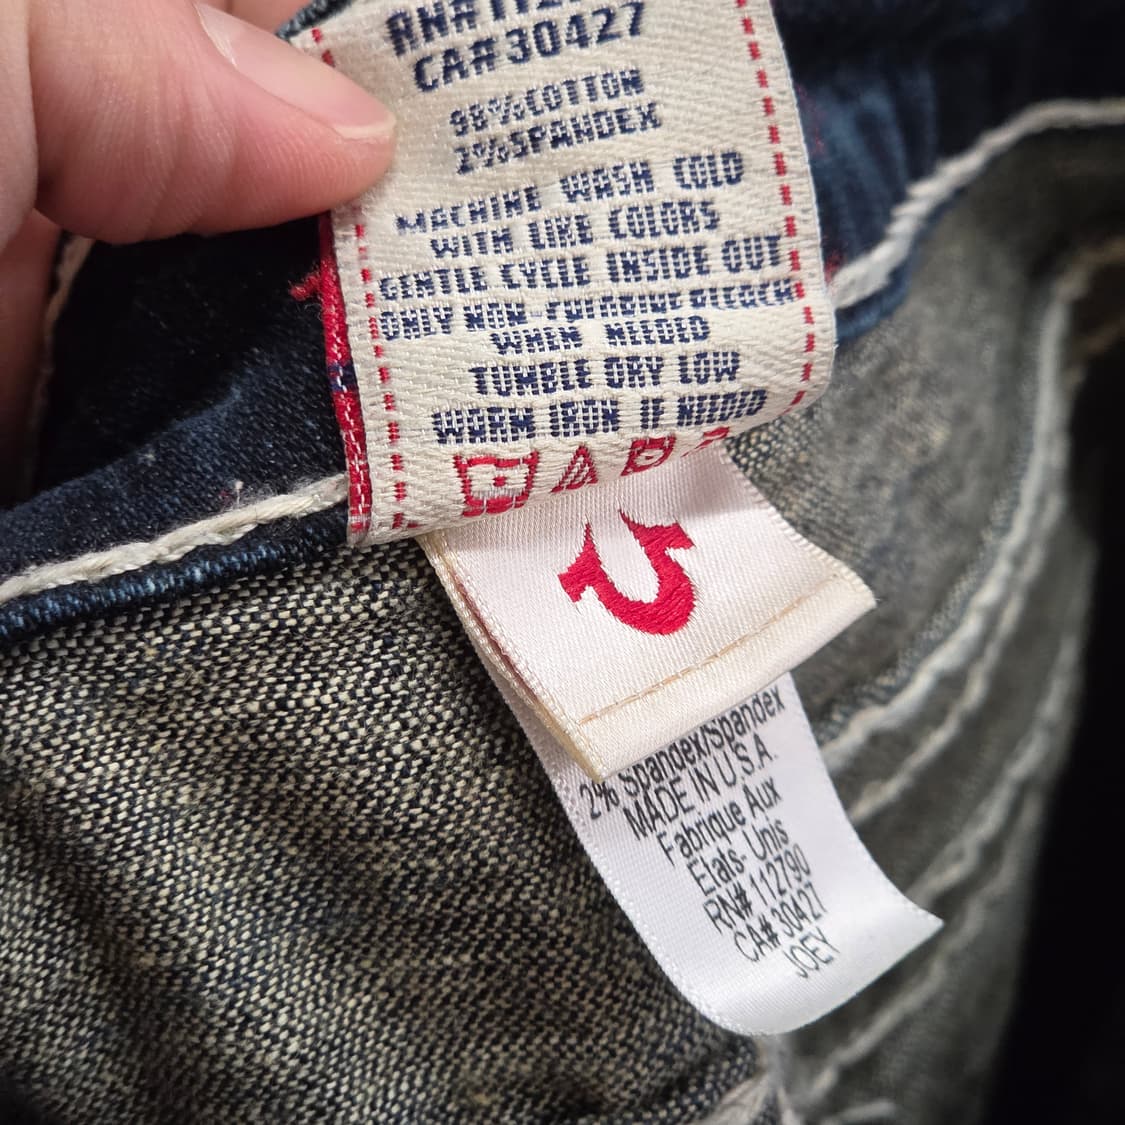 RN# 112
CA# 30427
98% COTTON
2% SPANDEX
MACHINE WASH COLD
WITH LIKE COLORS
GENTLE CYCLE INSIDE OUT
ONLY NON-CHLORINE BLEACH
WHEN NEEDED
TUMBLE DRY LOW
WARM IRON IF NEEDED
2% Spandex/Spandex
MADE IN U.S.A.
Fabrique Aux
Etats-Unis
RN# 112790
CA# 30427
JOEY